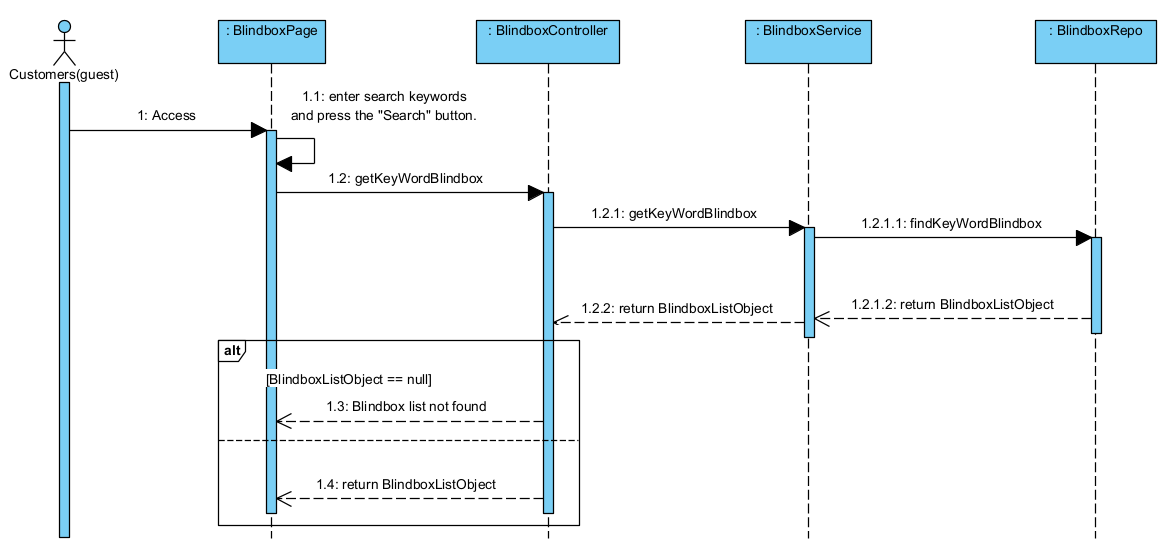 : BlindboxPage
: BlindboxController
: BlindboxService
: BlindboxRepo
Customers(guest)
1.1: enter search keywords
and press the "Search" button.
1: Access
1.2: getKeyWordBlindbox
1.2.1: getKeyWordBlindbox
1.2.1.1: findKeyWordBlindbox
1.2.2: return BlindboxListObject
1.2.1.2: return BlindboxListObject
alt
[BlindboxListObject == null]
1.3: Blindbox list not found
1.4: return BlindboxListObject